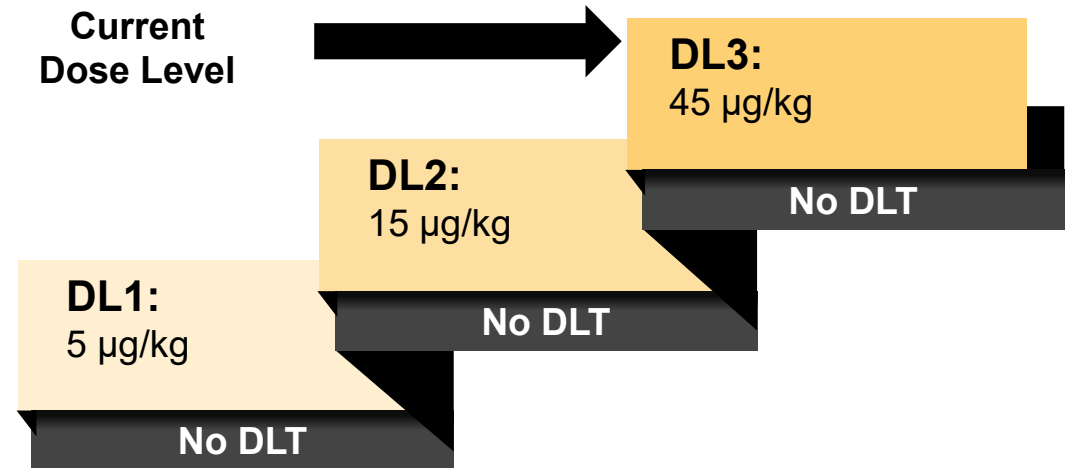 Current
Dose Level
DL3:
45 µg/kg
No DLT
DL2:
15 µg/kg
No DLT
DL1:
5 µg/kg
No DLT